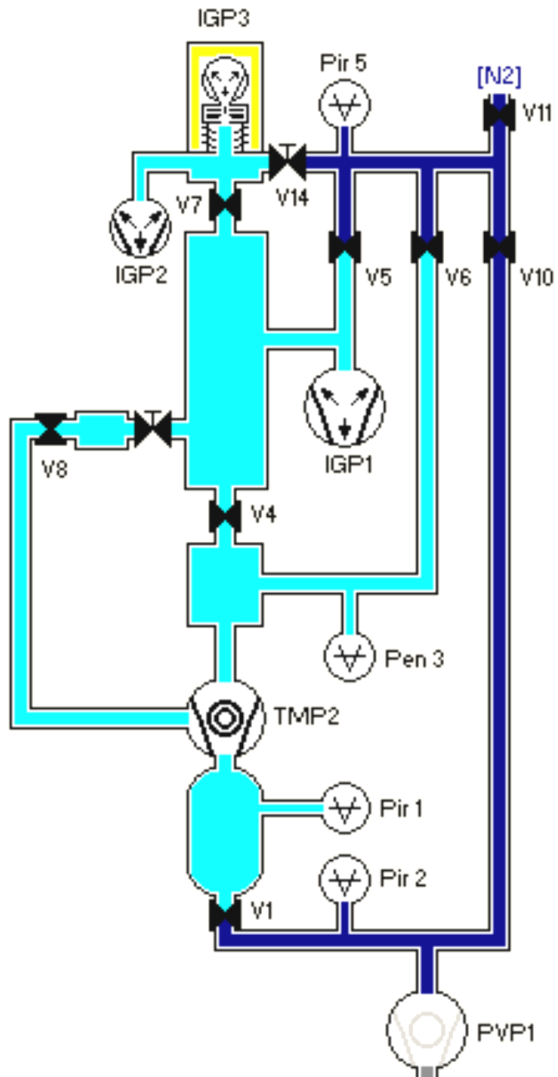 IGP3
Pir 5
[N2]
V11
V7
V14
IGP2
V5
V6
V10
IGP1
V8
V4
Pen 3
TMP2
Pir 1
Pir 2
V1
PVP1